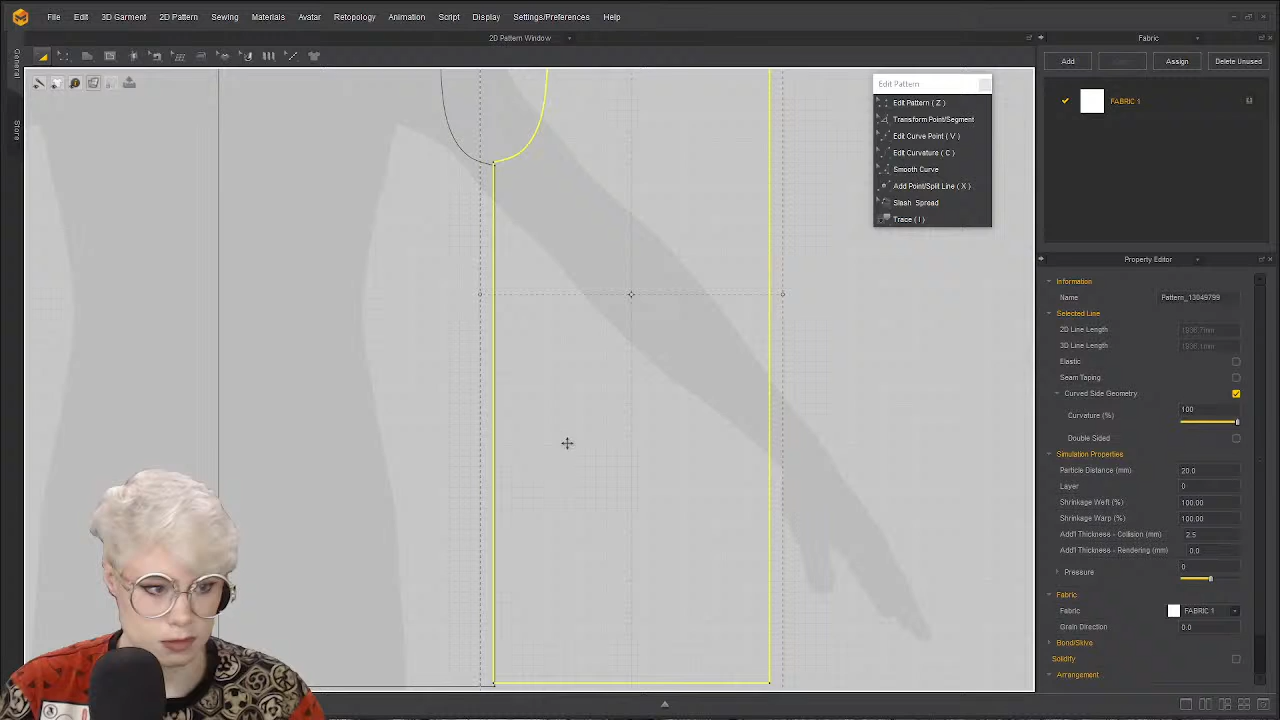 File Edit 3D Garment 2D Pattern Sewing Materials Avatar Retopology Animation Script Display Settings/Preferences Help
2D Pattern Window
Fabric
General
Store
Add
Assign
Delete Unused
FABRIC 1
Edit Pattern
Edit Pattern ( Z )
Transform Point/Segment
Edit Curve Point ( V )
Edit Curvature ( C )
Smooth Curve
Add Point/Split Line ( X )
Slash Spread
Trace ( I )
Property Editor
Information
Name Pattern_13049799
Selected Line
2D Line Length
3D Line Length
Elastic
Seam Taping
Curved Side Geometry
Curvature (%) 100
Double Sided
Simulation Properties
Particle Distance (mm) 20.0
Layer 0
Shrinkage Weft (%) 100.00
Shrinkage Warp (%) 100.00
Add'l Thickness - Collision (mm) 2.5
Add'l Thickness - Rendering (mm) 0.0
Pressure 0
Fabric
Fabric FABRIC 1
Grain Direction 0.0
Bond/Skive
Solidify
Arrangement